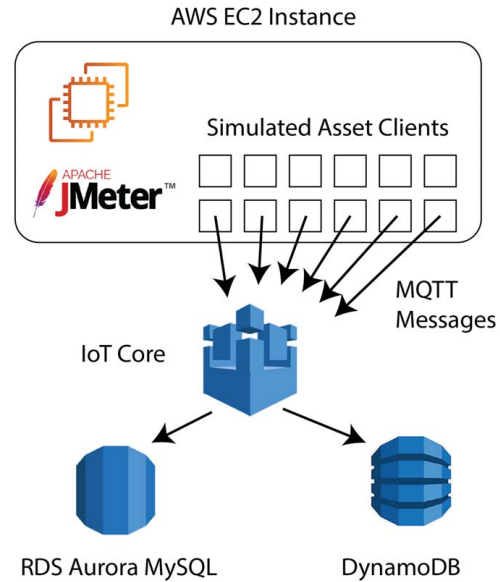 AWS EC2 Instance
Simulated Asset Clients
APACHE
JMeter™
MQTT
Messages
IoT Core
RDS Aurora MySQL
DynamoDB